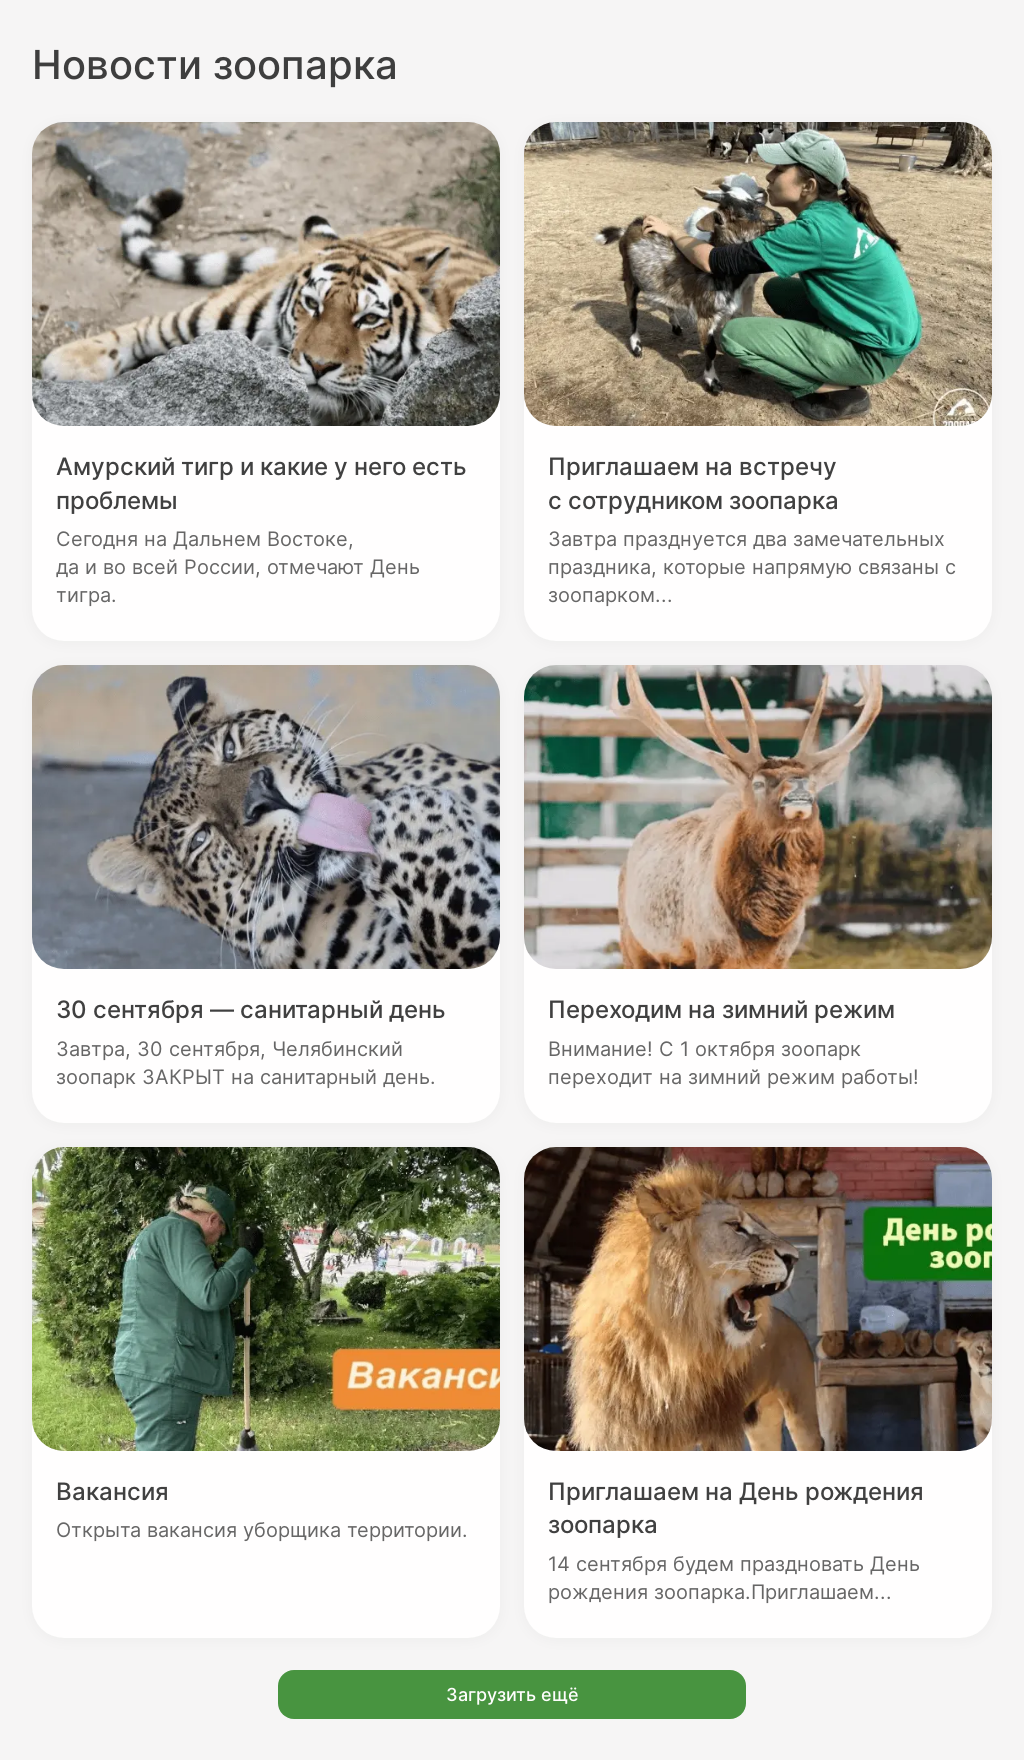 Новости зоопарка
Амурский тигр и какие у него есть
проблемы
Сегодня на Дальнем Востоке,
да и во всей России, отмечают День
тигра.
Приглашаем на встречу
с сотрудником зоопарка
Завтра празднуется два замечательных
праздника, которые напрямую связаны с
зоопарком...
30 сентября — санитарный день
Завтра, 30 сентября, Челябинский
зоопарк ЗАКРЫТ на санитарный день.
Переходим на зимний режим
Внимание! С 1 октября зоопарк
переходит на зимний режим работы!
Ваканси
Вакансия
Открыта вакансия уборщика территории.
День ро
зооп
Приглашаем на День рождения
зоопарка
14 сентября будем праздновать День
рождения зоопарка.Приглашаем...
Загрузить ещё